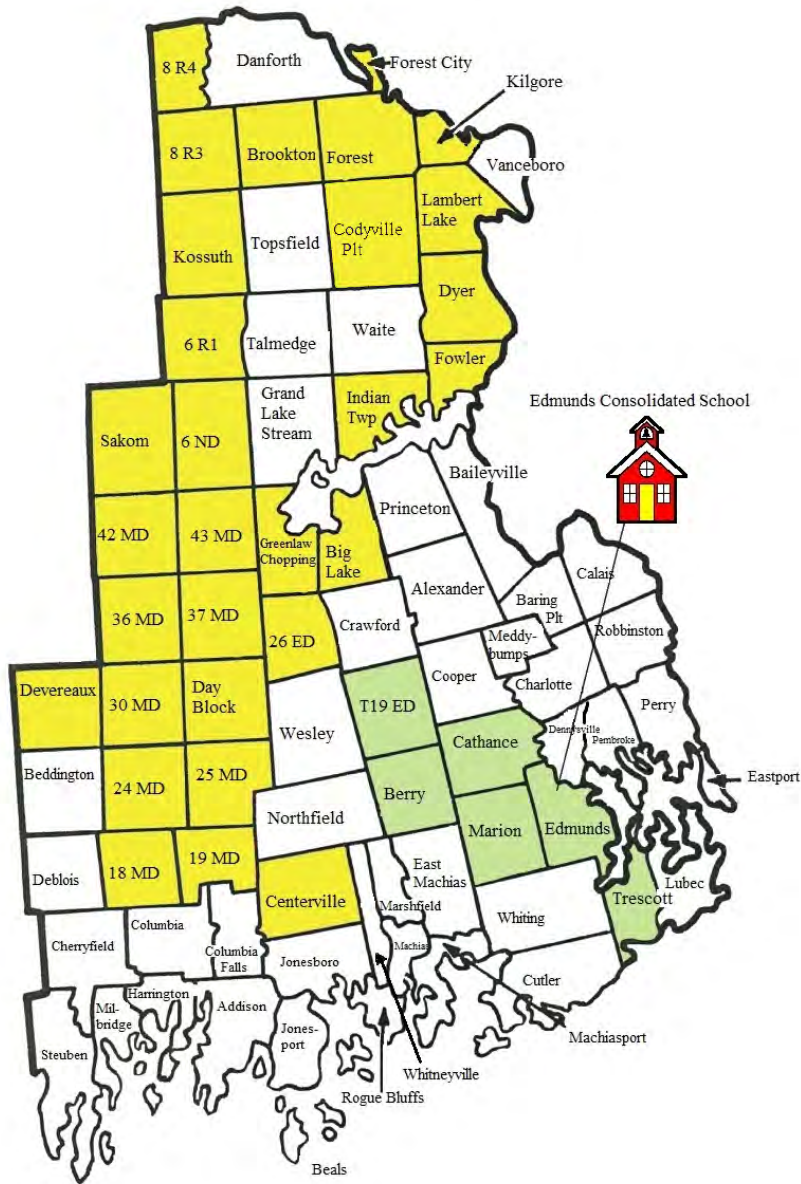 Danforth
Forest City
8 R4
Kilgore
8 R3
Brookton
Forest
Vanceboro
Lambert
Lake
Topsfield
Codyville
Plt
Kossuth
Dyer
6 R1
Talmedge
Waite
Fowler
Grand
Lake
Stream
Indian
Twp
Edmunds Consolidated School
Sakom
6 ND
Baileyville
Princeton
42 MD
43 MD
Greenlaw
Chopping
Big
Lake
Calais
Alexander
Baring
Plt
36 MD
37 MD
Crawford
Robbinston
26 ED
Meddy-
bumps
Cooper
Charlotte
Devereaux
30 MD
Day
Block
T19 ED
Perry
Wesley
Dennysville
Pembroke
Cathance
Beddington
24 MD
25 MD
Eastport
Berry
Northfield
Marion
Edmunds
18 MD
19 MD
East
Machias
Deblois
Lubec
Centerville
Marshfield
Trescott
Whiting
Columbia
Cherryfield
Columbia
Falls
Jonesboro
Machias
Cutler
Harrington
Mil-
bridge
Addison
Jones-
port
Machiasport
Steuben
Whitneyville
Rogue Bluffs
Beals